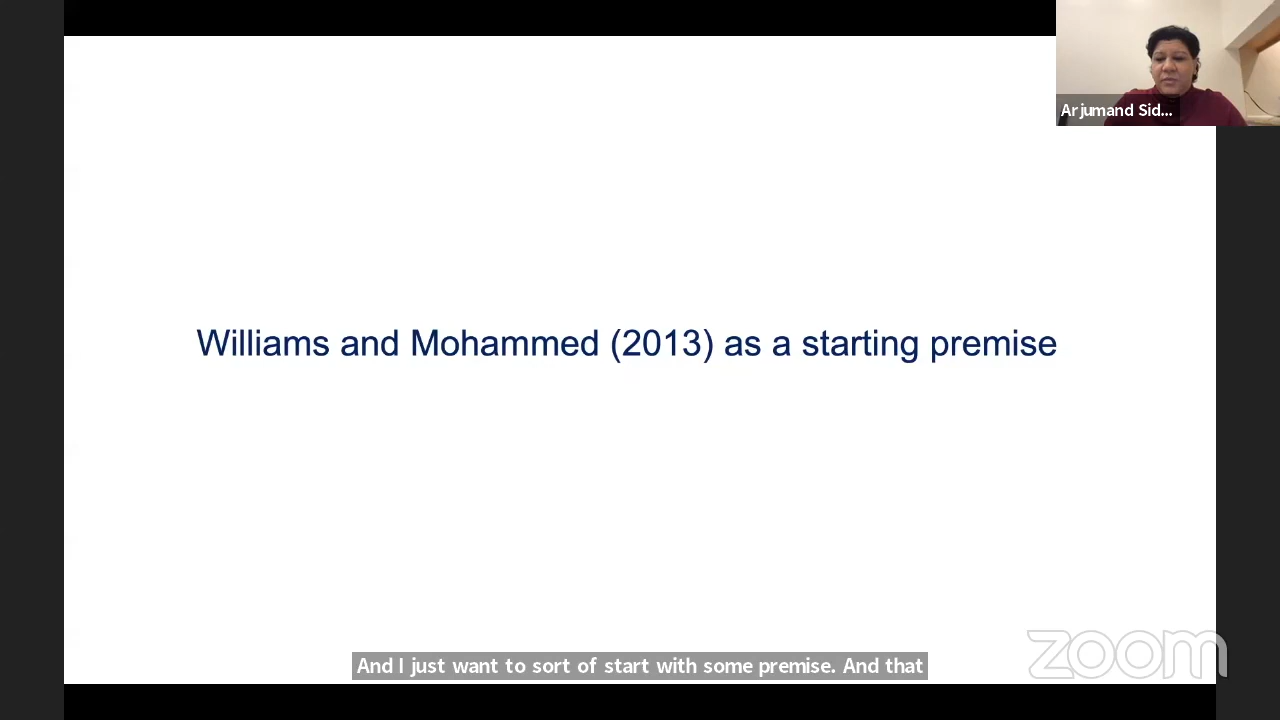 Arjumand Sid...
Williams and Mohammed (2013) as a starting premise
And I just want to sort of start with some premise. And that
zoom